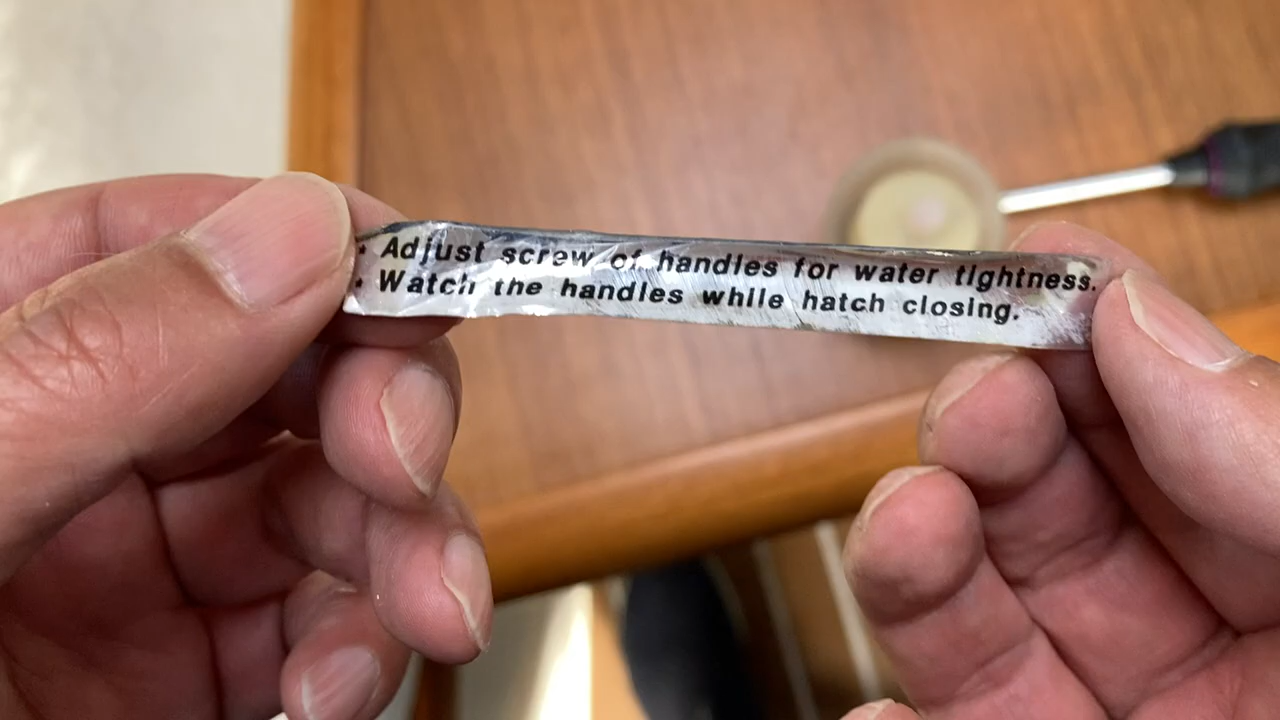 * Adjust screw of handles for water tightness.
* Watch the handles while hatch closing.